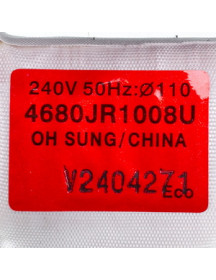 240V 50Hz:Ø110
4680JR1008U
OH SUNG/CHINA
V2404271
Eco